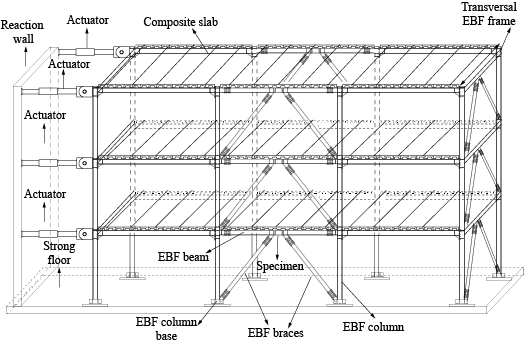 Transversal
EBF frame
Actuator
Composite slab
Reaction
wall
Actuator
Actuator
Actuator
Strong
floor
EBF beam
Specimen
EBF column
base
EBF braces
EBF column